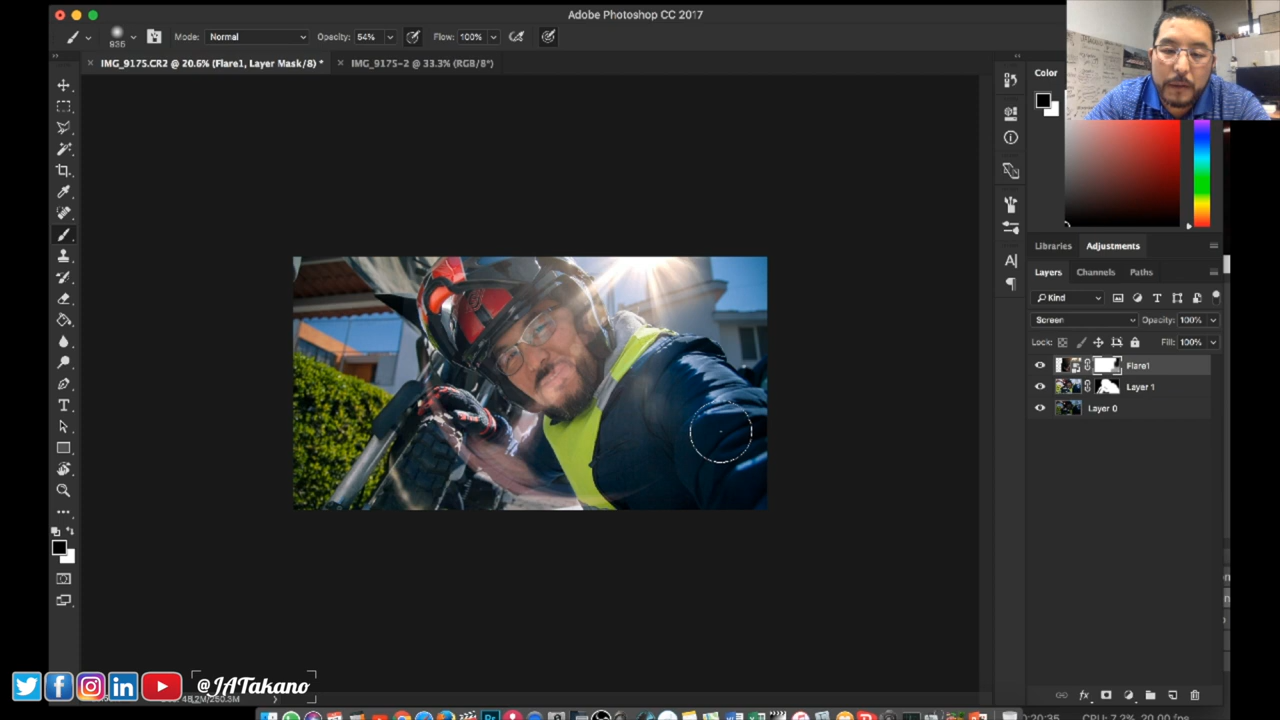 Adobe Photoshop CC 2017
Mode: Normal Opacity: 54% Flow: 100%
IMG_9175.CR2 @ 20.6% (Flare1, Layer Mask/8) * IMG_9175-2 @ 33.3% (RGB/8*)
Color
Libraries Adjustments
Layers Channels Paths
Kind
Screen Opacity: 100%
Lock: Fill: 100%
Flare1
Layer 1
Layer 0
@JATakano